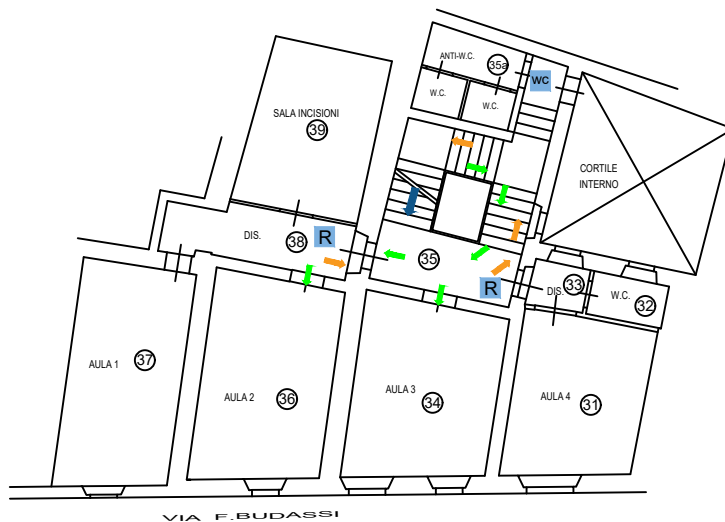 ANTI-W.C.
35a
WC
W.C.
W.C.
SALA INCISIONI
39
CORTILE
INTERNO
DIS.
38
R
35
R
DIS.
33
W.C.
32
AULA 1
37
AULA 2
36
AULA 3
34
AULA 4
31
VIA F.BUDASSI